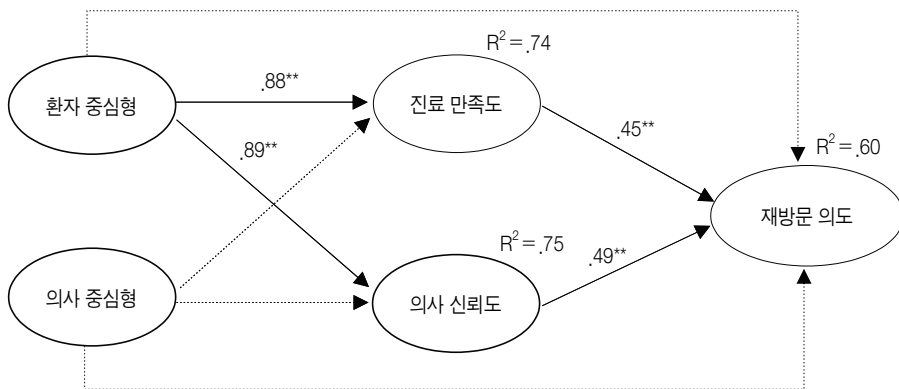 R²=.74
환자 중심형
.88**
진료 만족도
.89**
.45**
R²=.60
재방문 의도
R²=.75
.49**
의사 중심형
의사 신뢰도